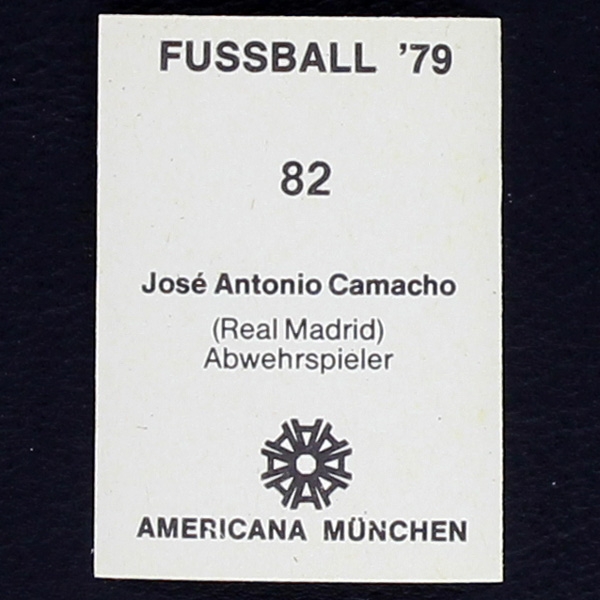 FUSSBALL '79
82
José Antonio Camacho
(Real Madrid)
Abwehrspieler
AMERICANA MÜNCHEN